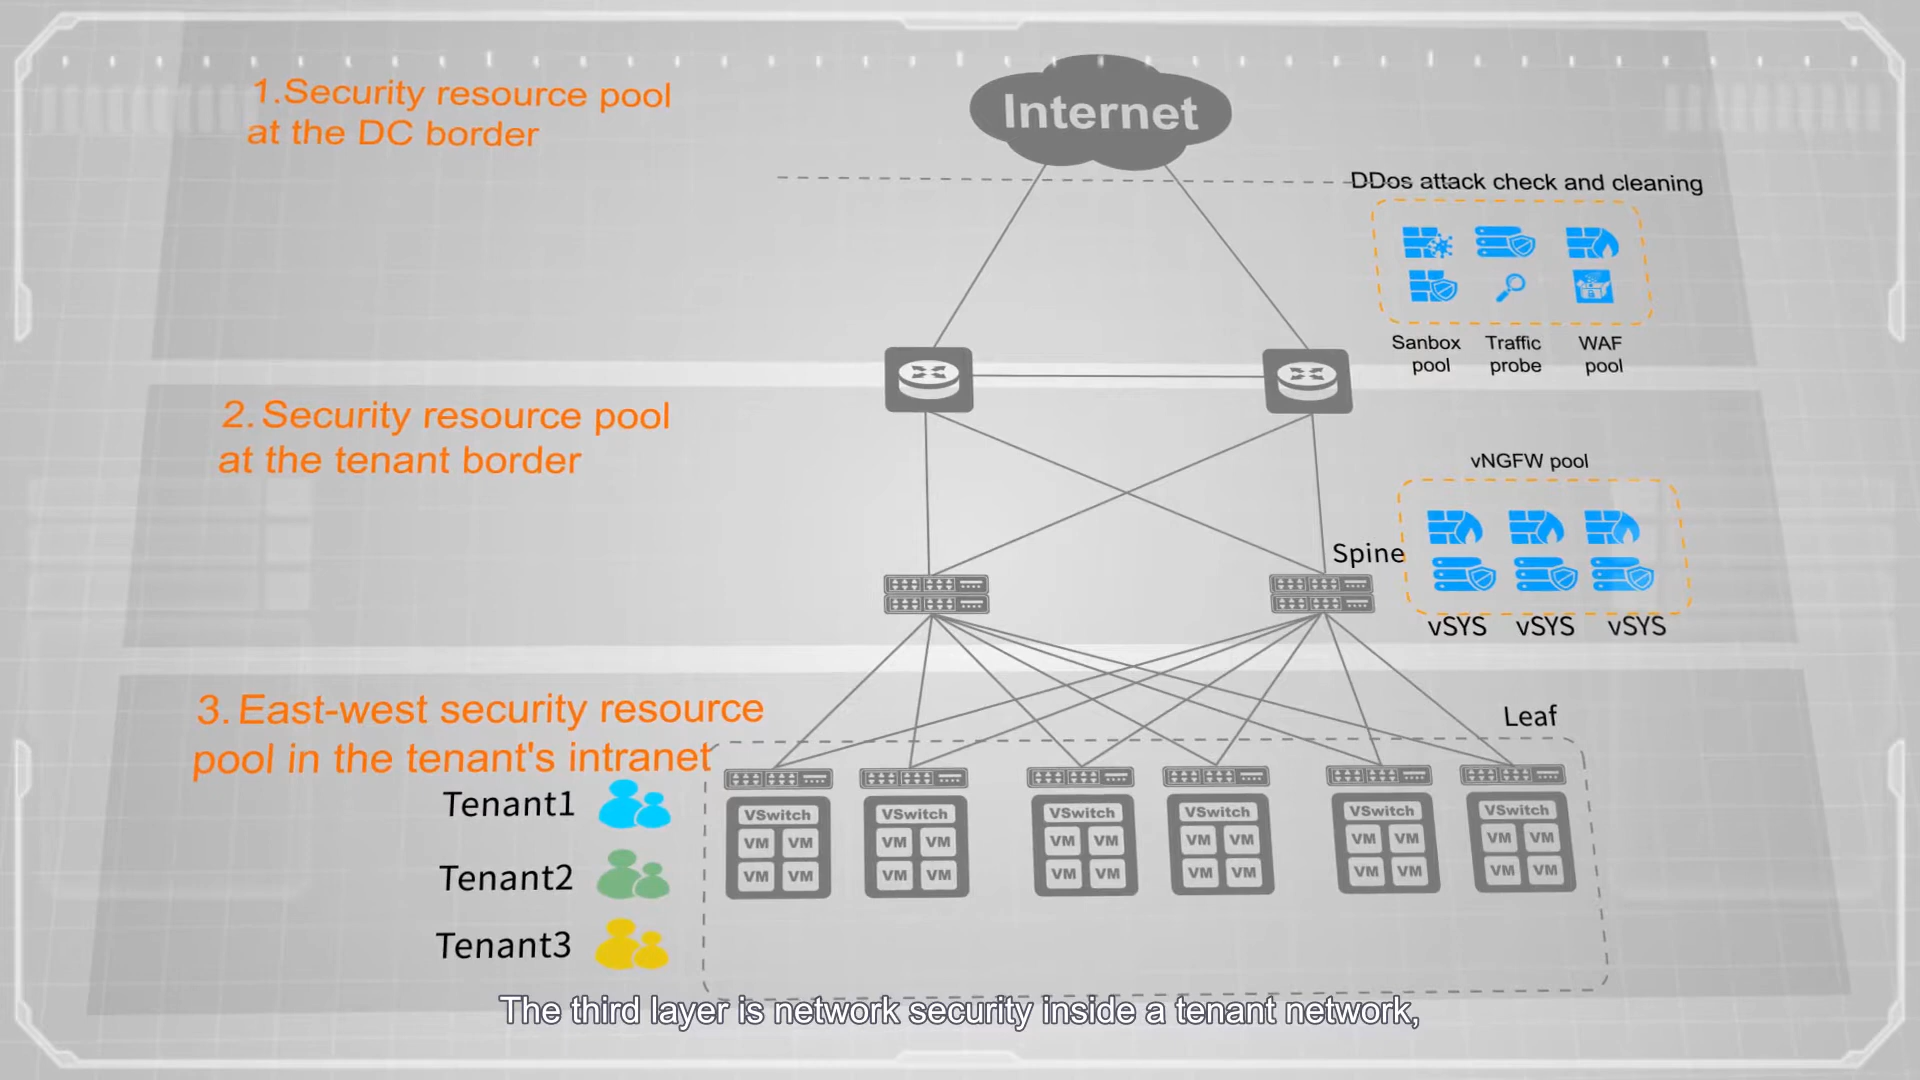 1.Security resource pool
at the DC border
Internet
DDos attack check and cleaning
Sanbox
pool
Traffic
probe
WAF
pool
2. Security resource pool
at the tenant border
vNGFW pool
Spine
vSYS vSYS vSYS
3. East-west security resource
pool in the tenant's intranet
Leaf
Tenant1
Tenant2
Tenant3
VSwitch
VM VM
VM VM
VSwitch
VM VM
VM VM
VSwitch
VM VM
VM VM
VSwitch
VM VM
VM VM
VSwitch
VM VM
VM VM
VSwitch
VM VM
VM VM
The third layer is network security inside a tenant network,